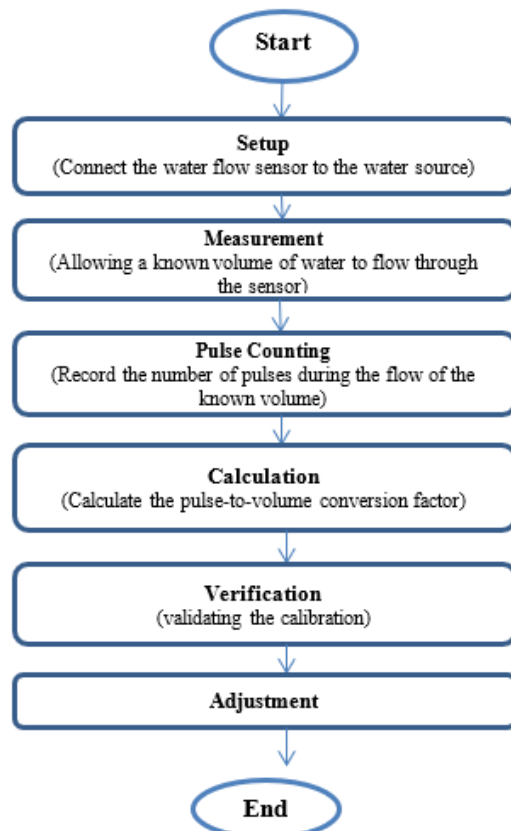 Start
Setup
(Connect the water flow sensor to the water source)
Measurement
(Allowing a known volume of water to flow through
the sensor)
Pulse Counting
(Record the number of pulses during the flow of the
known volume)
Calculation
(Calculate the pulse-to-volume conversion factor)
Verification
(validating the calibration)
Adjustment
End